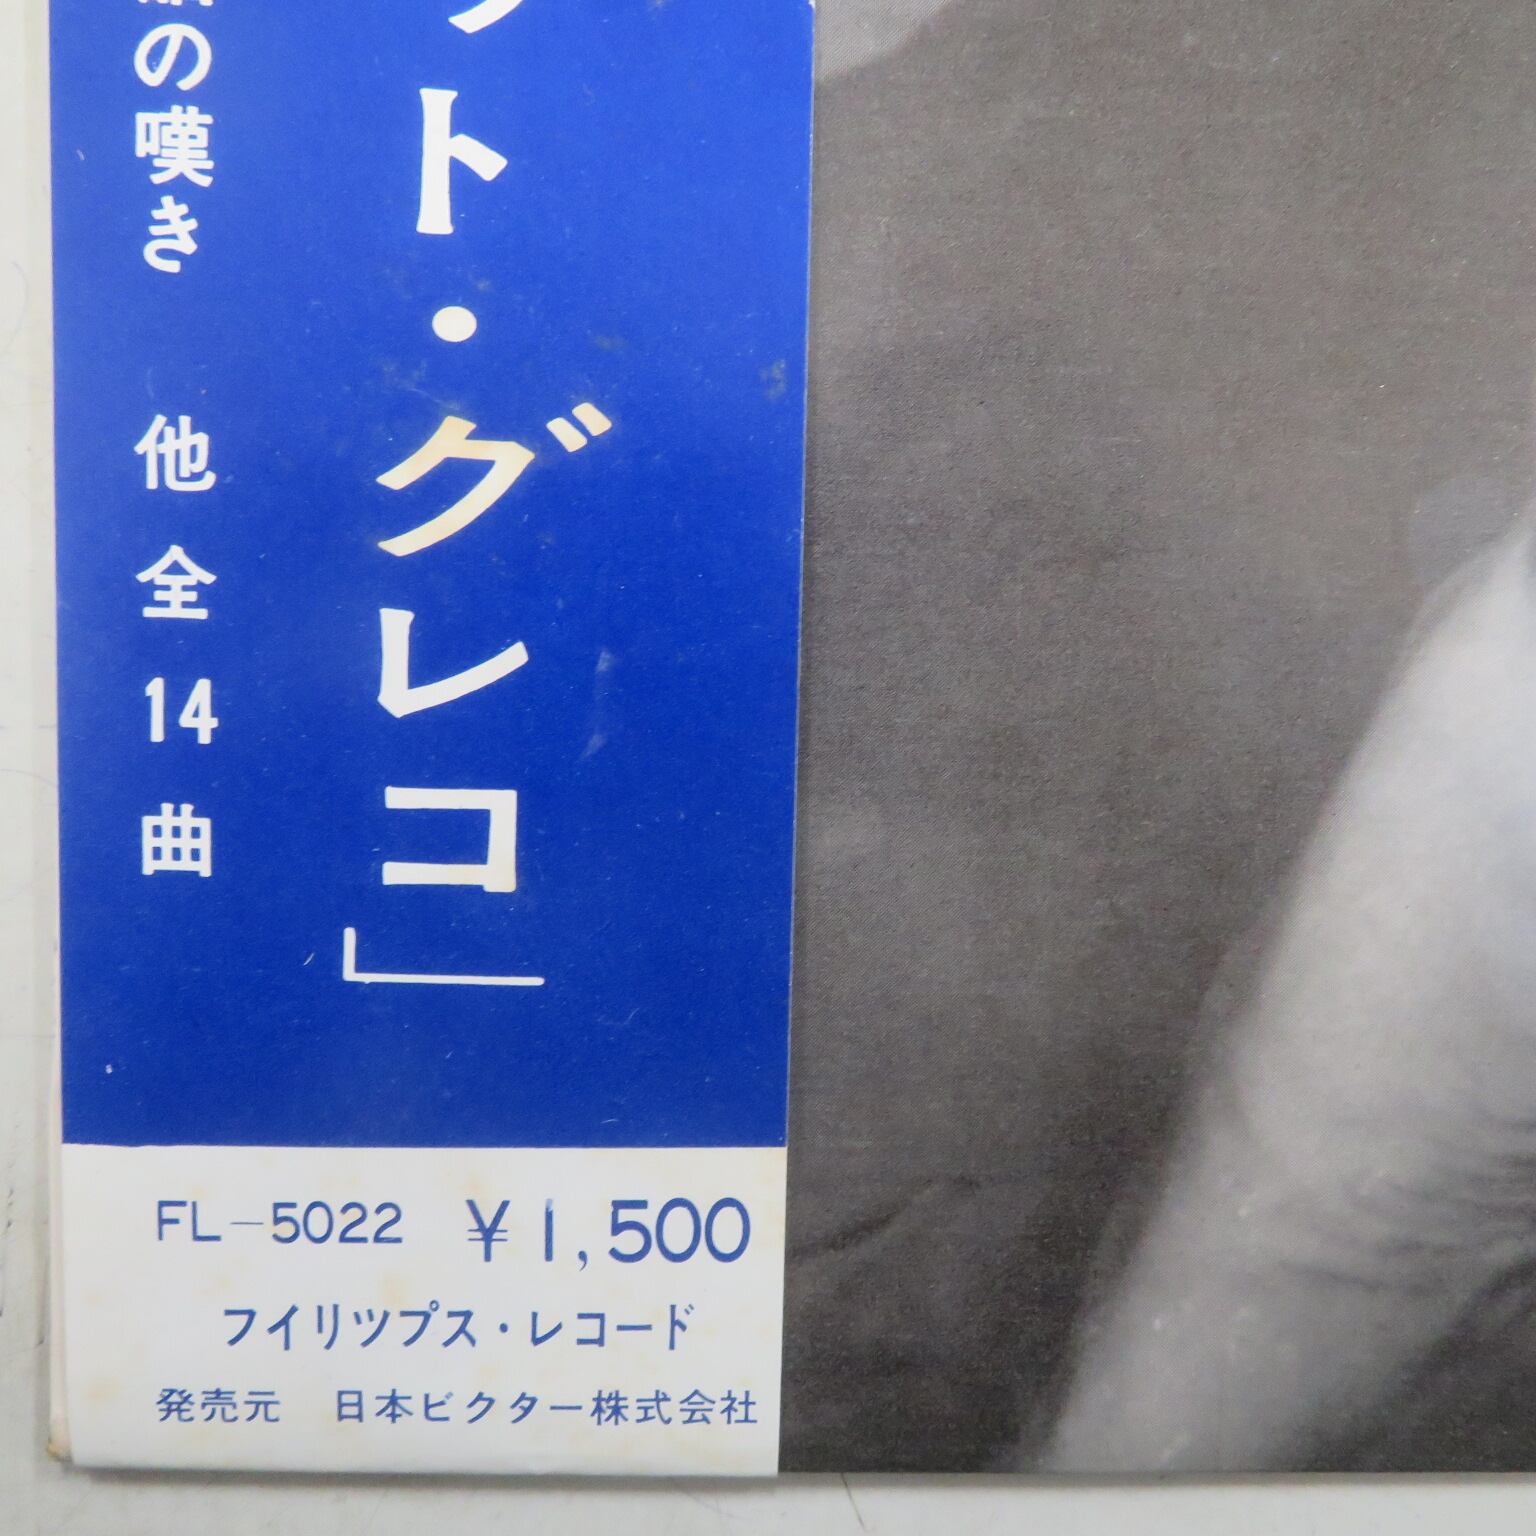 ト・グレコ」
の嘆き 他全14曲
FL-5022 ¥1,500
フイリツプス・レコード
発売元 日本ビクター株式会社